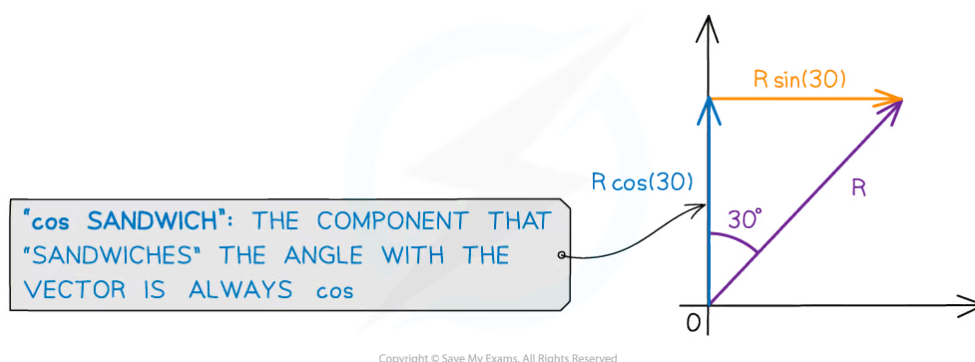 R sin(30)
R cos(30)
R
"cos SANDWICH": THE COMPONENT THAT
"SANDWICHES" THE ANGLE WITH THE
VECTOR IS ALWAYS cos
30°
O
Copyright © Save My Exams. All Rights Reserved